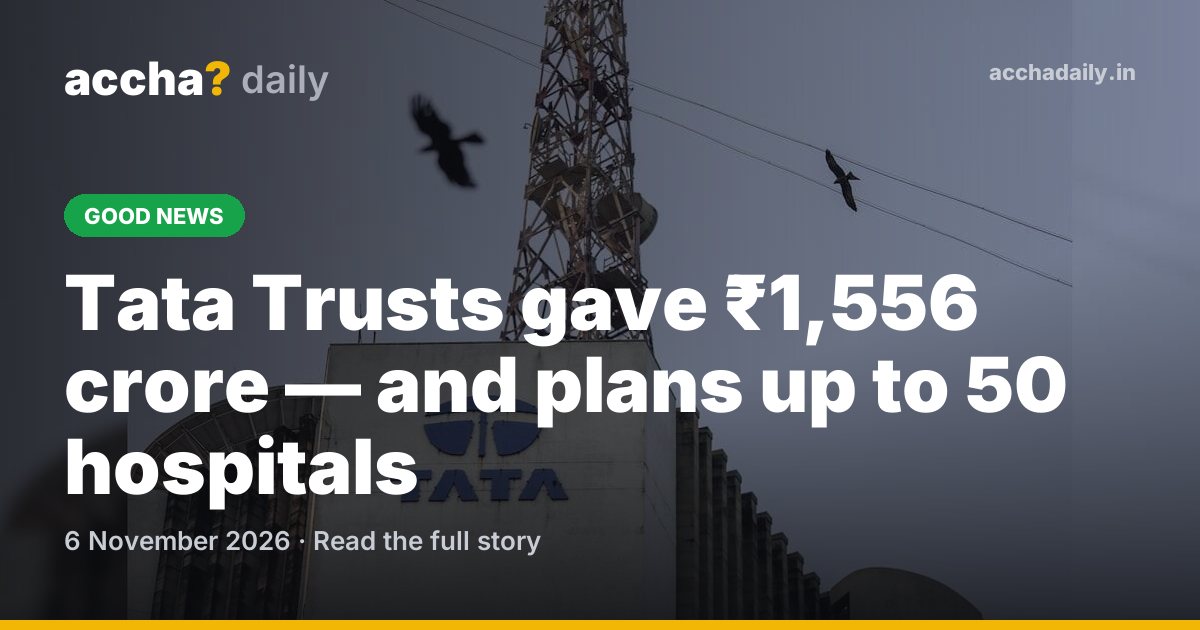 accha? daily
acchadaily.in
GOOD NEWS
Tata Trusts gave ₹1,556
crore — and plans up to 50
hospitals
TATA
6 November 2026 · Read the full story